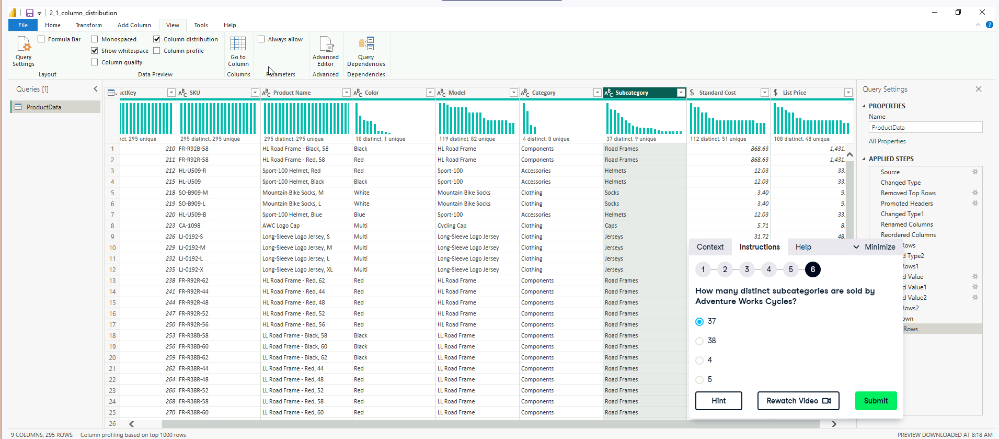 2_1_column_distribution
File Home Transform Add Column View Tools Help
Formula Bar
Monospaced
Show whitespace
Column quality
Column distribution
Column profile
Always allow
Query Settings
Go to Column
Advanced Editor
Query Dependencies
Layout Data Preview Columns Parameters Advanced Dependencies
Queries [1]
ProductData
uctKey SKU Product Name Color Model Category Subcategory Standard Cost List Price
nct, 295 unique 295 distinct, 295 unique 295 distinct, 295 unique 10 distinct, 1 unique 119 distinct, 82 unique 4 distinct, 0 unique 37 distinct, 9 unique 112 distinct, 51 unique 108 distinct, 48 unique
1 210 FR-R92B-58 HL Road Frame - Black, 58 Black HL Road Frame Components Road Frames 868.63 1,431.
2 211 FR-R92R-58 HL Road Frame - Red, 58 Red HL Road Frame Components Road Frames 868.63 1,431.
3 212 HL-U509-R Sport-100 Helmet, Red Red Sport-100 Accessories Helmets 12.03 33.
4 215 HL-U509 Sport-100 Helmet, Black Black Sport-100 Accessories Helmets 12.03 33.
5 218 SO-B909-M Mountain Bike Socks, M White Mountain Bike Socks Clothing Socks 3.40 9.
6 219 SO-B909-L Mountain Bike Socks, L White Mountain Bike Socks Clothing Socks 3.40 9.
7 220 HL-U509-B Sport-100 Helmet, Blue Blue Sport-100 Accessories Helmets 12.03 33.
8 223 CA-1098 AWC Logo Cap Multi Cycling Cap Clothing Caps 5.71 8.
9 226 LJ-0192-S Long-Sleeve Logo Jersey, S Multi Long-Sleeve Logo Jersey Clothing Jerseys 31.72 48.
10 229 LJ-0192-M Long-Sleeve Logo Jersey, M Multi Long-Sleeve Logo Jersey Clothing Jerseys
11 232 LJ-0192-L Long-Sleeve Logo Jersey, L Multi Long-Sleeve Logo Jersey Clothing Jerseys
12 235 LJ-0192-X Long-Sleeve Logo Jersey, XL Multi Long-Sleeve Logo Jersey Clothing Jerseys
13 238 FR-R92R-62 HL Road Frame - Red, 62 Red HL Road Frame Components Road Frames
14 241 FR-R92R-44 HL Road Frame - Red, 44 Red HL Road Frame Components Road Frames
15 244 FR-R92R-48 HL Road Frame - Red, 48 Red HL Road Frame Components Road Frames
16 247 FR-R92R-52 HL Road Frame - Red, 52 Red HL Road Frame Components Road Frames
17 250 FR-R92R-56 HL Road Frame - Red, 56 Red HL Road Frame Components Road Frames
18 253 FR-R38B-58 LL Road Frame - Black, 58 Black LL Road Frame Components Road Frames
19 256 FR-R38B-60 LL Road Frame - Black, 60 Black LL Road Frame Components Road Frames
20 259 FR-R38B-62 LL Road Frame - Black, 62 Black LL Road Frame Components Road Frames
21 262 FR-R38R-44 LL Road Frame - Red, 44 Red LL Road Frame Components Road Frames
22 264 FR-R38R-48 LL Road Frame - Red, 48 Red LL Road Frame Components Road Frames
23 266 FR-R38R-52 LL Road Frame - Red, 52 Red LL Road Frame Components Road Frames
24 268 FR-R38R-58 LL Road Frame - Red, 58 Red LL Road Frame Components Road Frames
25 270 FR-R38R-60 LL Road Frame - Red, 60 Red LL Road Frame Components Road Frames
26
Query Settings
PROPERTIES
Name
ProductData
All Properties
APPLIED STEPS
Source
Changed Type
Removed Top Rows
Promoted Headers
Changed Type1
Renamed Columns
Reordered Columns
Rows
d Type2
Rows1
d Value
d Value1
d Value2
Rows2
own
Rows
Context Instructions Help Minimize
1 2 3 4 5 6
How many distinct subcategories are sold by
Adventure Works Cycles?
37
38
4
5
Hint Rewatch Video Submit
9 COLUMNS, 295 ROWS Column profiling based on top 1000 rows PREVIEW DOWNLOADED AT 8:18 AM